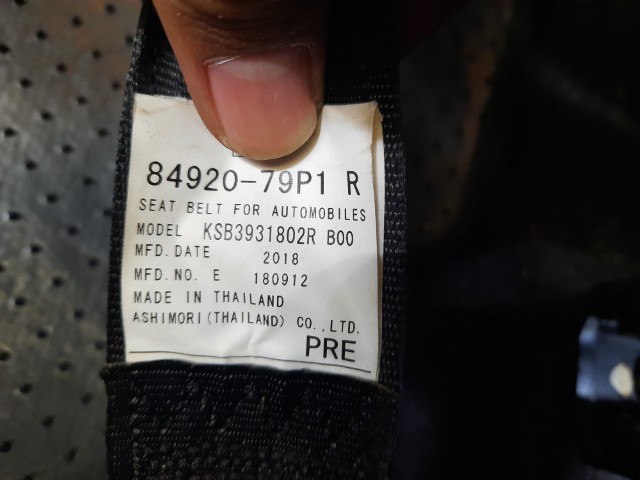 84920-79P1 R
SEAT BELT FOR AUTOMOBILES
MODEL KSB3931802R B00
MFD. DATE 2018
MFD. NO. E 180912
MADE IN THAILAND
ASHIMORI (THAILAND) CO., LTD.
PRE